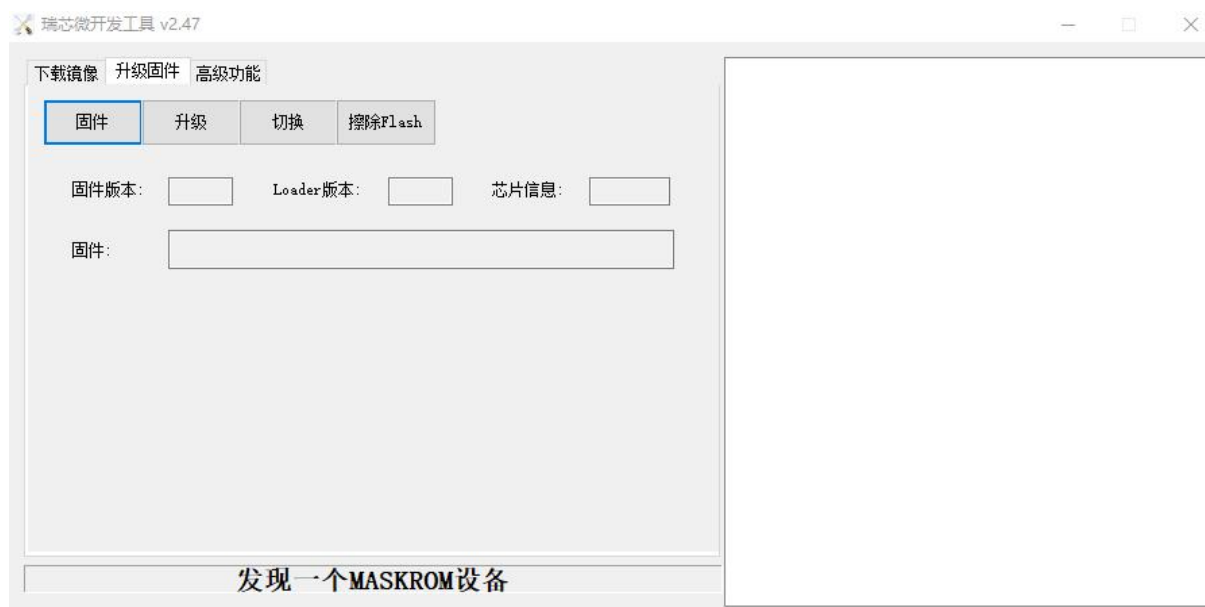 瑞芯微开发工具 v2.47
下载镜像 升级固件 高级功能
固件 升级 切换 擦除Flash
固件版本: Loader版本: 芯片信息:
固件:
发现一个MASKROM设备